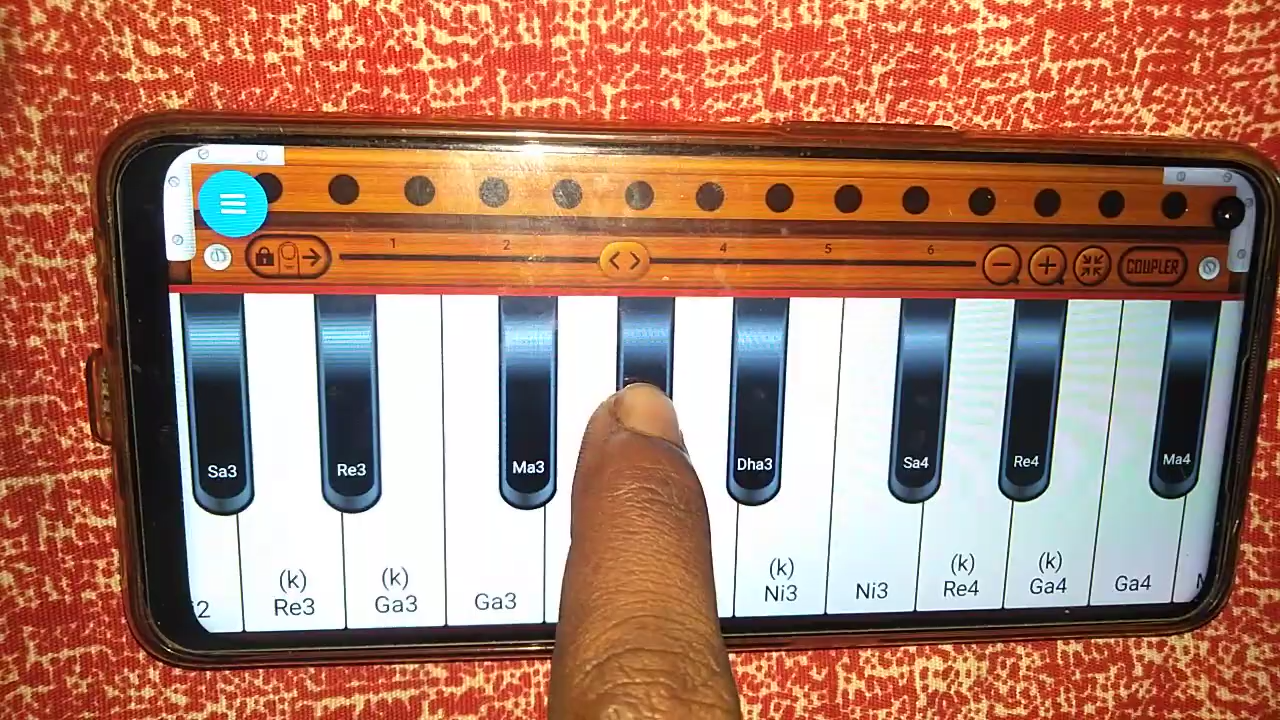 1 2 4 5 6
COUPLER
Sa3 Re3 Ma3 Dha3 Sa4 Re4 Ma4
(k) (k) (k) (k) (k)
Re3 Ga3 Ga3 Ni3 Ni3 Re4 Ga4 Ga4